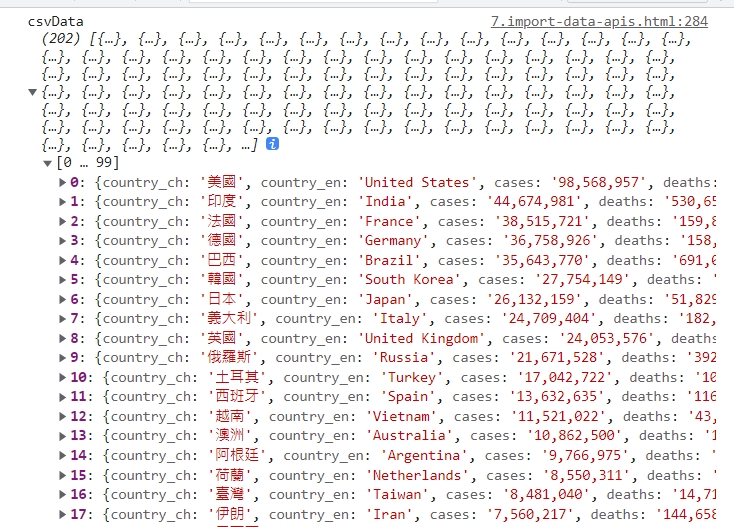 csvData 7.import-data-apis.html:284
(202) [{…}, {…}, {…}, {…}, {…}, {…}, {…}, {…}, {…}, {…}, {…}, {…}, {…}, {…}, {…},
{…}, {…}, {…}, {…}, {…}, {…}, {…}, {…}, {…}, {…}, {…}, {…}, {…}, {…}, {…}, {…},
{…}, {…}, {…}, {…}, {…}, {…}, {…}, {…}, {…}, {…}, {…}, {…}, {…}, {…}, {…}, {…},
{…}, {…}, {…}, {…}, {…}, {…}, {…}, {…}, {…}, {…}, {…}, {…}, {…}, {…}, {…}, {…},
{…}, {…}, {…}, {…}, {…}, {…}, {…}, {…}, {…}, {…}, {…}, {…}, {…}, {…}, {…}, {…},
{…}, {…}, {…}, {…}, {…}, {…}, {…}, {…}, {…}, {…}, {…}, {…}, {…}, {…}, {…}, {…},
{…}, {…}, {…}, {…}, {…}, …] i
[0 … 99]
0: {country_ch: '美國', country_en: 'United States', cases: '98,568,957', deaths:
1: {country_ch: '印度', country_en: 'India', cases: '44,674,981', deaths: '530,65
2: {country_ch: '法國', country_en: 'France', cases: '38,515,721', deaths: '159,8
3: {country_ch: '德國', country_en: 'Germany', cases: '36,758,926', deaths: '158,
4: {country_ch: '巴西', country_en: 'Brazil', cases: '35,643,770', deaths: '691,0
5: {country_ch: '韓國', country_en: 'South Korea', cases: '27,754,149', deaths: '
6: {country_ch: '日本', country_en: 'Japan', cases: '26,132,159', deaths: '51,829
7: {country_ch: '義大利', country_en: 'Italy', cases: '24,709,404', deaths: '182,
8: {country_ch: '英國', country_en: 'United Kingdom', cases: '24,053,576', deaths:
9: {country_ch: '俄羅斯', country_en: 'Russia', cases: '21,671,528', deaths: '392
10: {country_ch: '土耳其', country_en: 'Turkey', cases: '17,042,722', deaths: '10
11: {country_ch: '西班牙', country_en: 'Spain', cases: '13,632,635', deaths: '116
12: {country_ch: '越南', country_en: 'Vietnam', cases: '11,521,022', deaths: '43,
13: {country_ch: '澳洲', country_en: 'Australia', cases: '10,862,500', deaths: '1
14: {country_ch: '阿根廷', country_en: 'Argentina', cases: '9,766,975', deaths: '
15: {country_ch: '荷蘭', country_en: 'Netherlands', cases: '8,550,311', deaths: '
16: {country_ch: '臺灣', country_en: 'Taiwan', cases: '8,481,040', deaths: '14,71
17: {country_ch: '伊朗', country_en: 'Iran', cases: '7,560,217', deaths: '144,658